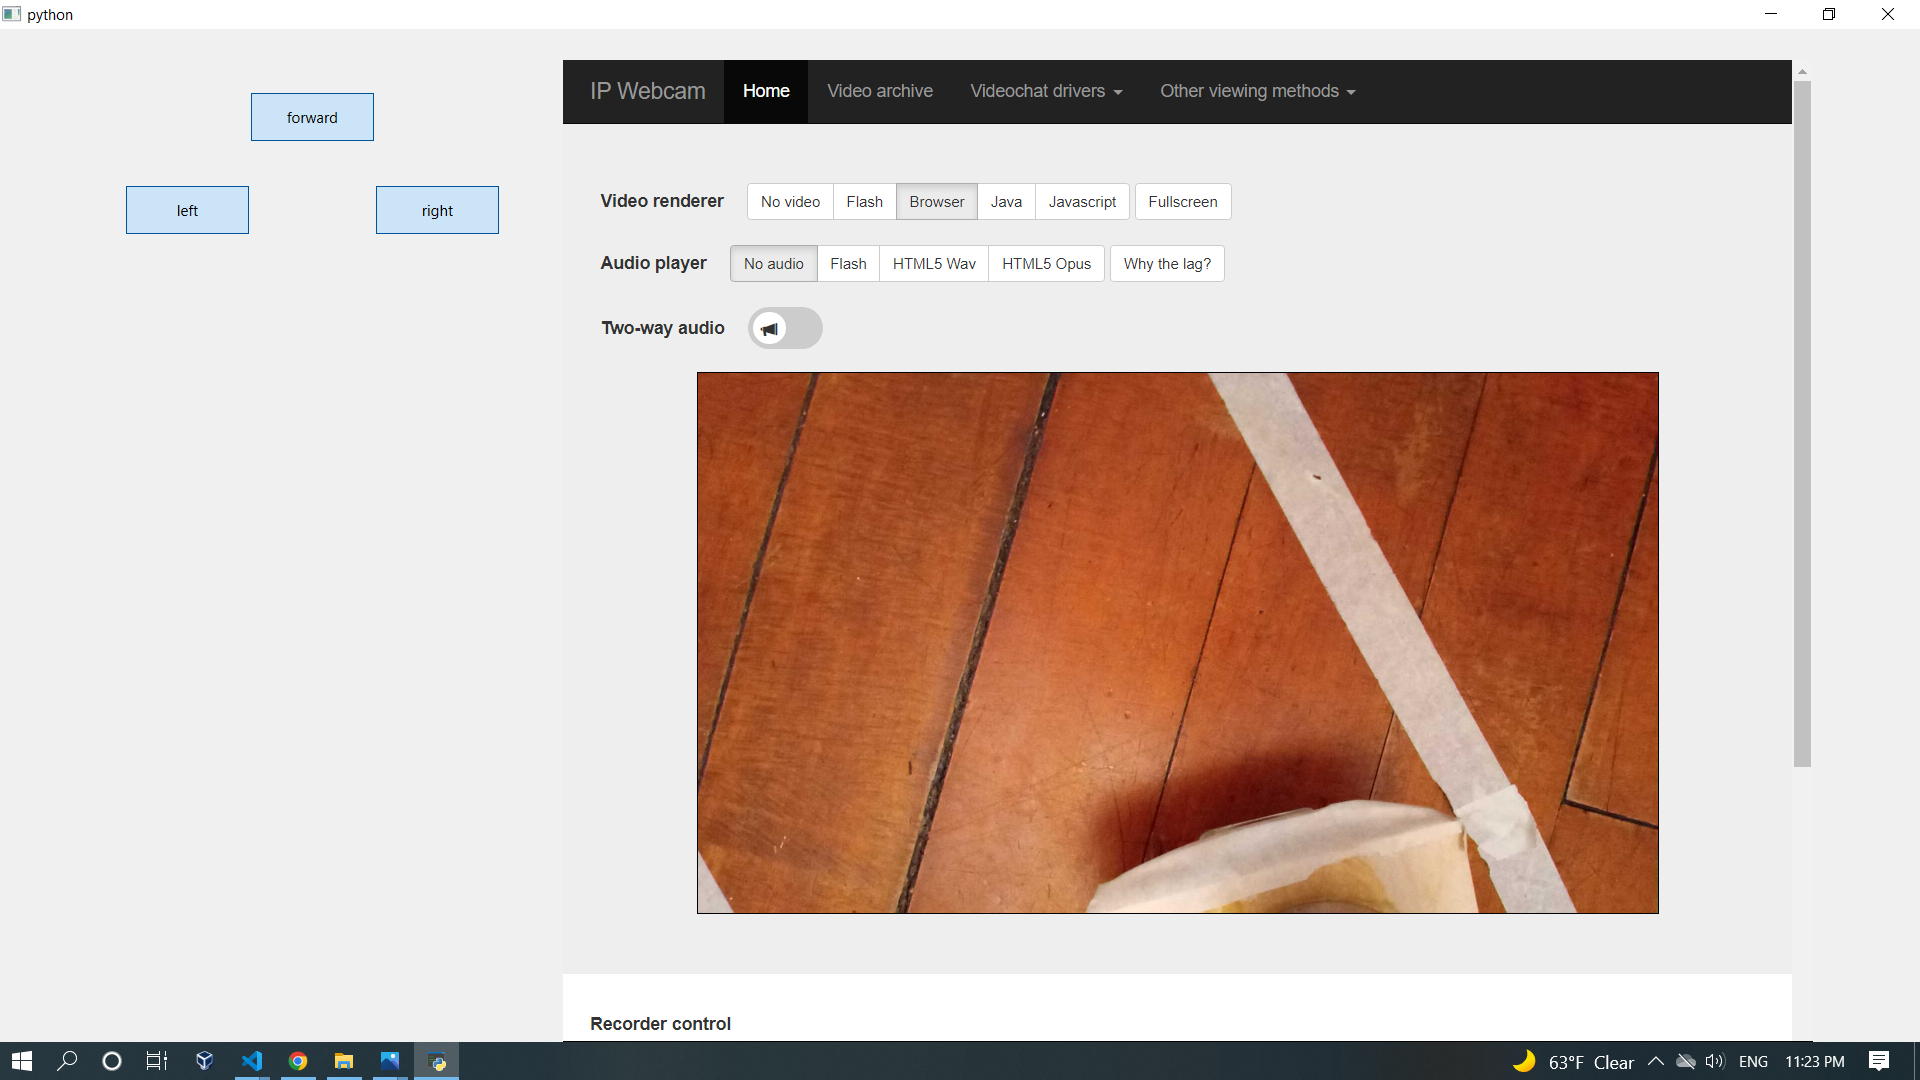 python
forward
left
right
IP Webcam Home Video archive Videochat drivers Other viewing methods
Video renderer No video Flash Browser Java Javascript Fullscreen
Audio player No audio Flash HTML5 Wav HTML5 Opus Why the lag?
Two-way audio
Recorder control
63°F Clear ENG 11:23 PM